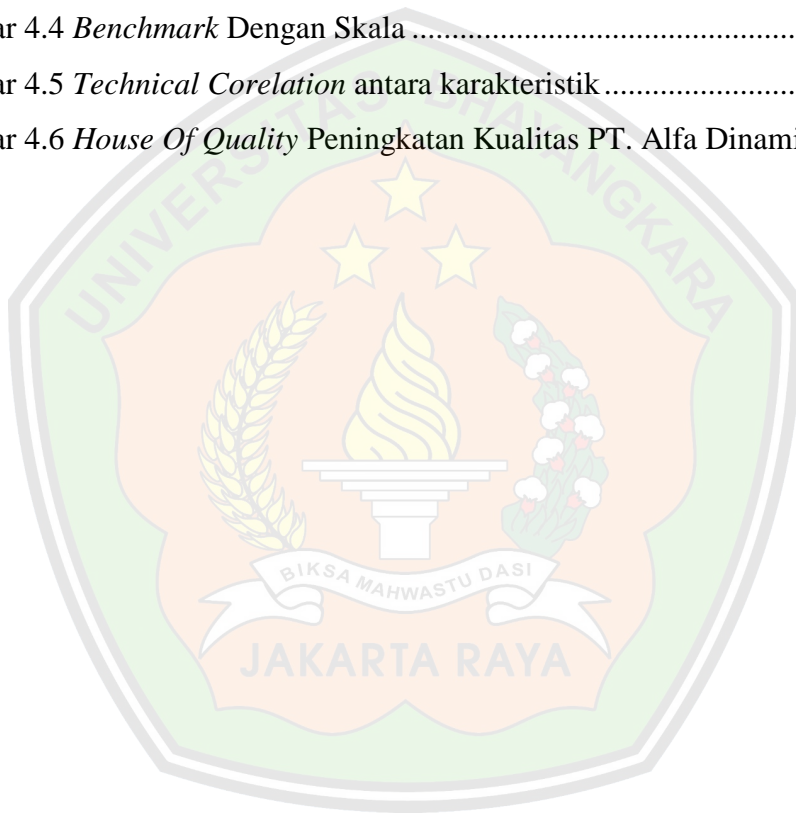 ar 4.4 Benchmark Dengan Skala ........................................
ar 4.5 Technical Corelation antara karakteristik ....................
ar 4.6 House Of Quality Peningkatan Kualitas PT. Alfa Dinami
UNIVERSITAS BHAYANGKARA
BIKSA MAHWASTU DASI
JAKARTA RAYA